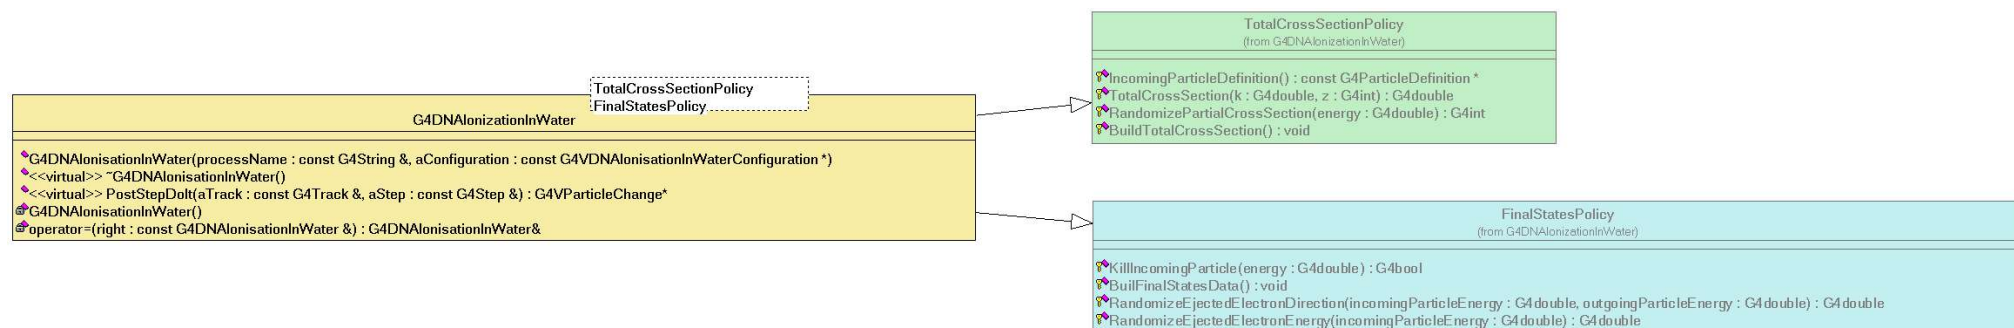 TotalCrossSectionPolicy
FinalStatesPolicy
G4DNAIonizationInWater
G4DNAIonisationInWater(processName : const G4String &, aConfiguration : const G4VDNAIonisationInWaterConfiguration *)
<<virtual>> ~G4DNAIonisationInWater()
<<virtual>> PostStepDoIt(aTrack : const G4Track &, aStep : const G4Step &) : G4VParticleChange*
G4DNAIonisationInWater()
operator=(right : const G4DNAIonisationInWater &) : G4DNAIonisationInWater&
TotalCrossSectionPolicy
(from G4DNAIonizationInWater)
IncomingParticleDefinition() : const G4ParticleDefinition *
TotalCrossSection(k : G4double, z : G4int) : G4double
RandomizePartialCrossSection(energy : G4double) : G4int
BuildTotalCrossSection() : void
FinalStatesPolicy
(from G4DNAIonizationInWater)
KillIncomingParticle(energy : G4double) : G4bool
BuilFinalStatesData() : void
RandomizeEjectedElectronDirection(incomingParticleEnergy : G4double, outgoingParticleEnergy : G4double) : G4double
RandomizeEjectedElectronEnergy(incomingParticleEnergy : G4double) : G4double